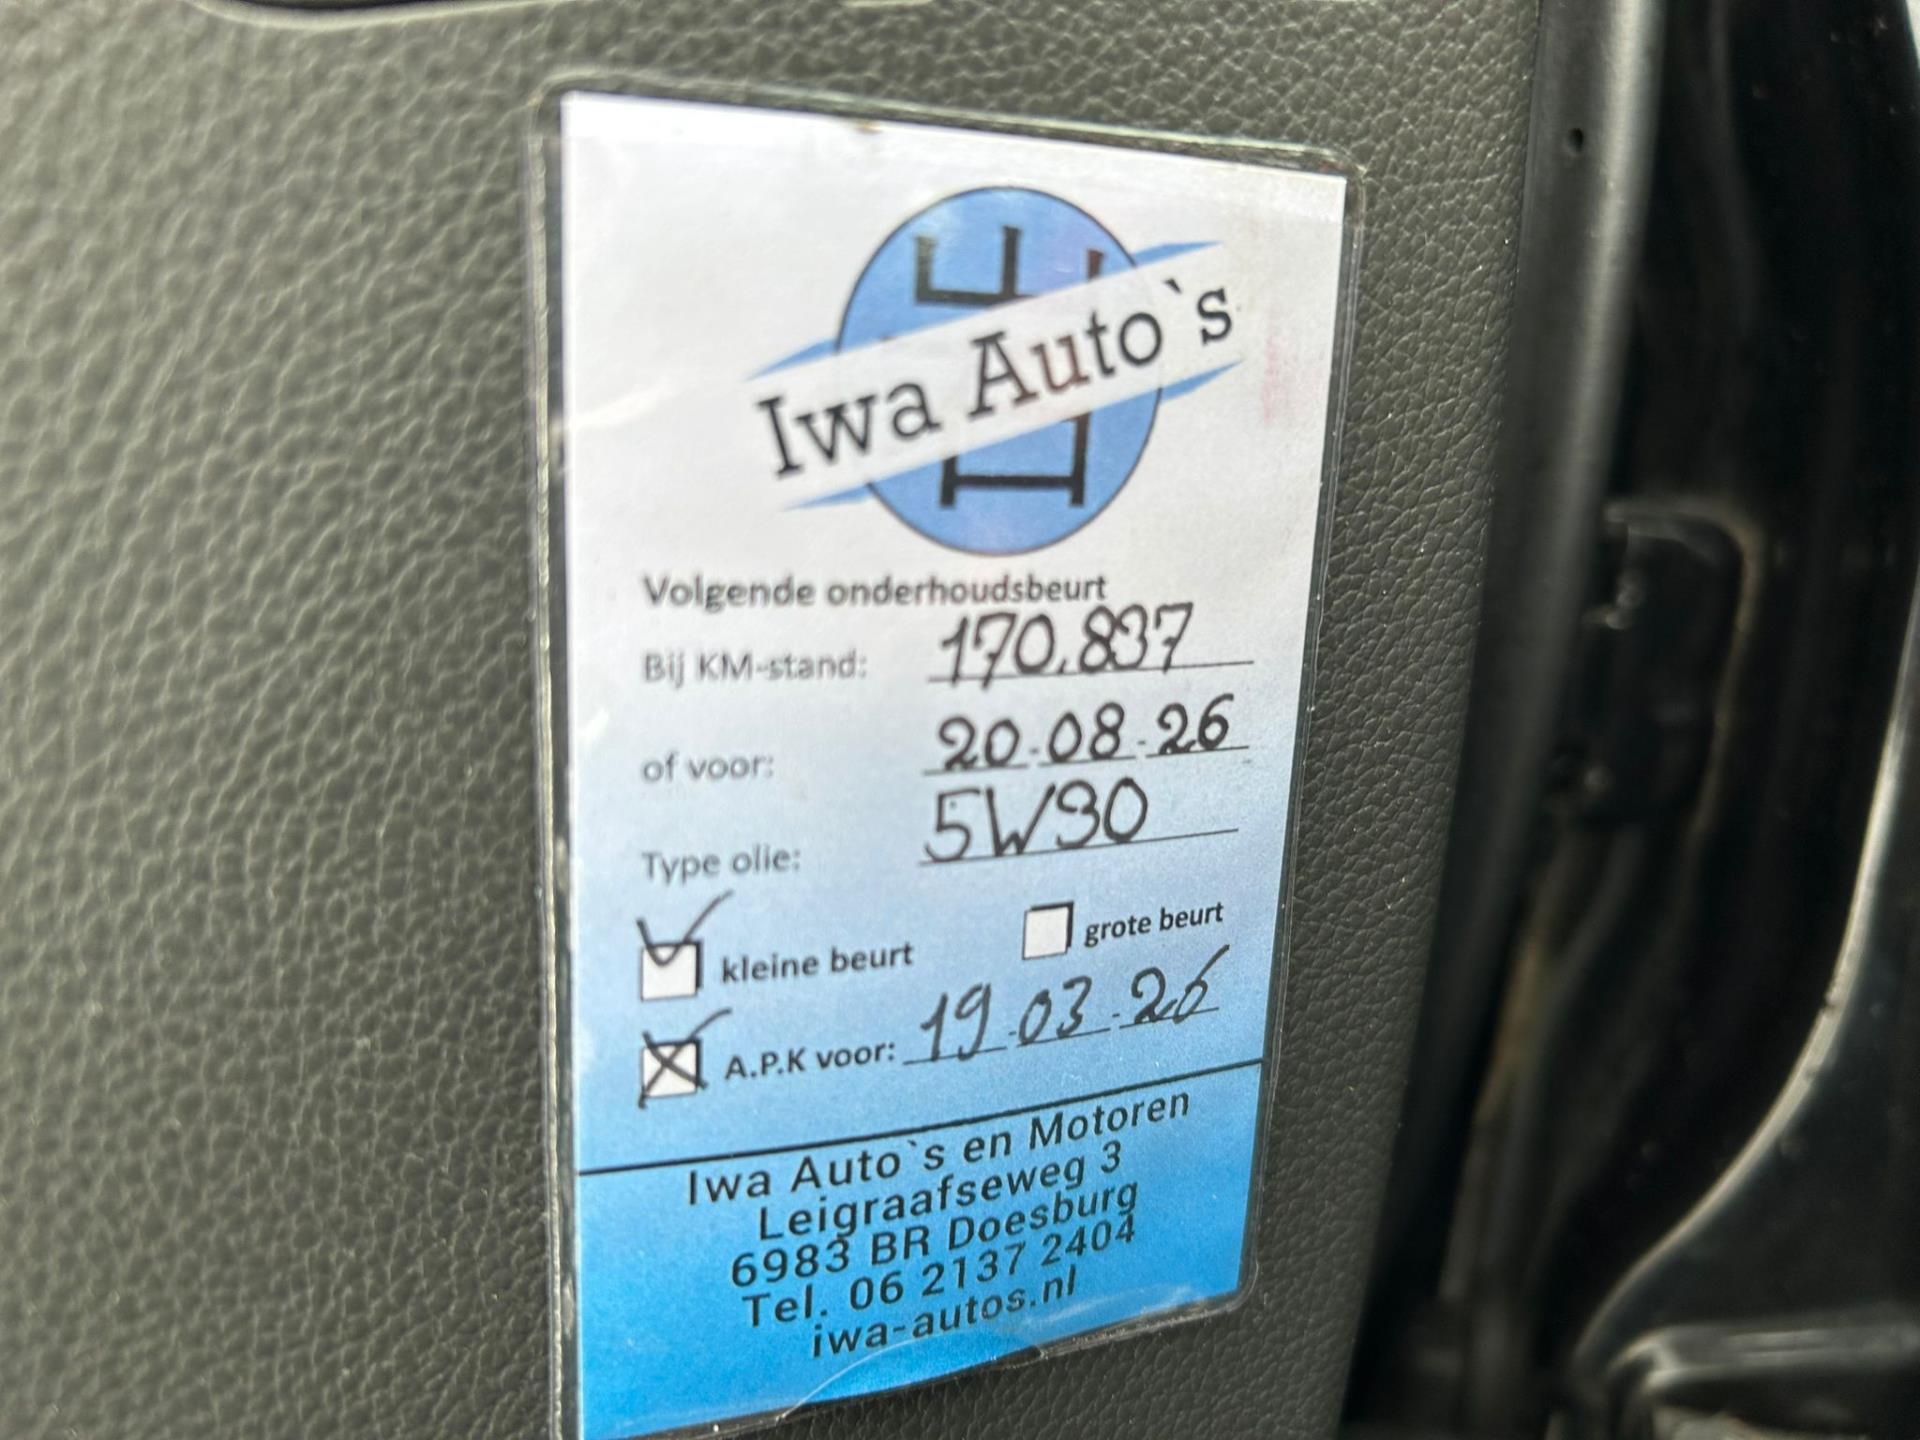 Iwa Auto`s
Volgende onderhoudsbeurt
Bij KM-stand: 170.837
of voor: 20-08-26
Type olie: 5W30
kleine beurt grote beurt
A.P.K voor: 19-03-26
Iwa Auto`s en Motoren
Leigraafseweg 3
6983 BR Doesburg
Tel. 06 2137 2404
iwa-autos.nl